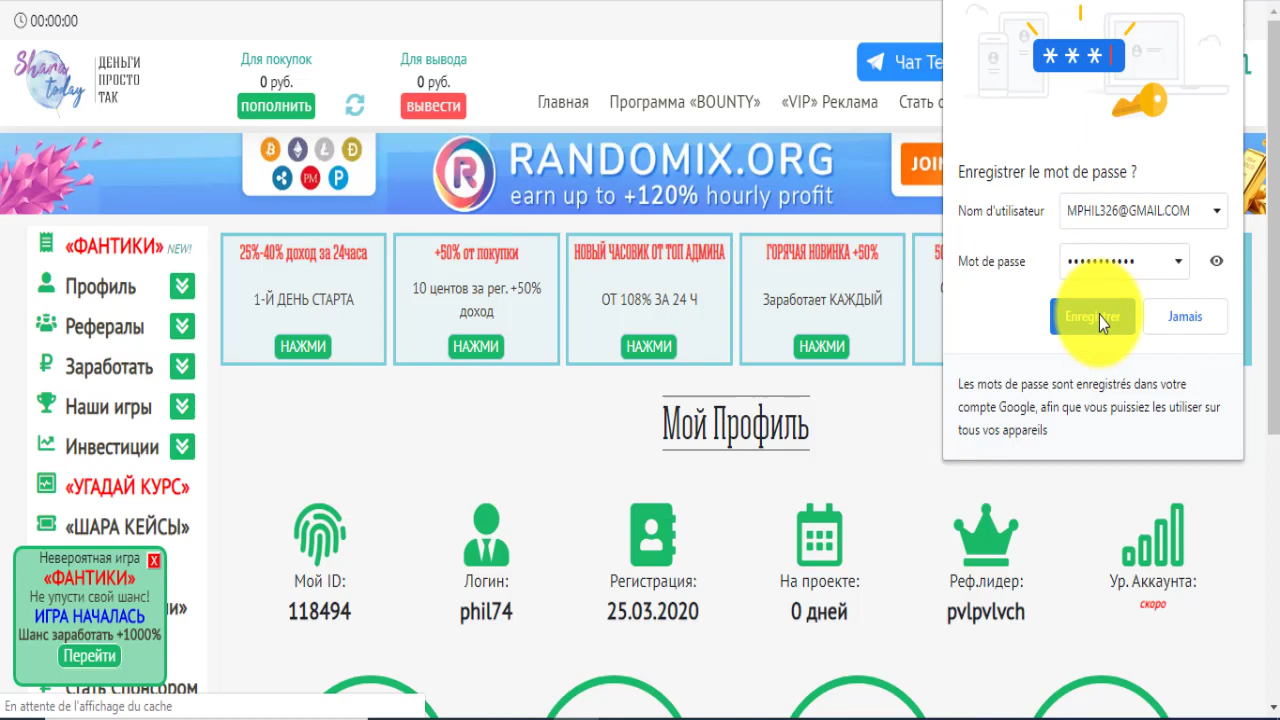 00:00:00
Shara today
ДЕНЬГИ
ПРОСТО
ТАК
Для покупок
0 руб.
ПОПОЛНИТЬ
Для вывода
0 руб.
ВЫВЕСТИ
Чат Те
Главная Программа «BOUNTY» «VIP» Реклама Стать с
RANDOMIX.ORG
earn up to +120% hourly profit
JOIN
PM
«ФАНТИКИ» NEW!
Профиль
Рефералы
Заработать
Наши игры
Инвестиции
«УГАДАЙ КУРС»
«ШАРА КЕЙСЫ»
25%-40% доход за 24часа
1-Й ДЕНЬ СТАРТА
НАЖМИ
+50% от покупки
10 центов за рег. +50%
доход
НАЖМИ
НОВЫЙ ЧАСОВИК ОТ ТОП АДМИНА
ОТ 108% ЗА 24 Ч
НАЖМИ
ГОРЯЧАЯ НОВИНКА +50%
Заработает КАЖДЫЙ
НАЖМИ
50
* * *
Enregistrer le mot de passe ?
Nom d'utilisateur MPHIL326@GMAIL.COM
Mot de passe •••••••••••
Enregistrer Jamais
Les mots de passe sont enregistrés dans votre
compte Google, afin que vous puissiez les utiliser sur
tous vos appareils
Мой Профиль
Мой ID:
118494
Логин:
phil74
Регистрация:
25.03.2020
На проекте:
0 дней
Реф.лидер:
pvlpvlvch
Ур. Аккаунта:
скоро
Невероятная игра X
«ФАНТИКИ»
Не упусти свой шанс!
ИГРА НАЧАЛАСЬ
Шанс заработать +1000%
Перейти
и»
Стать Спонсором
En attente de l'affichage du cache